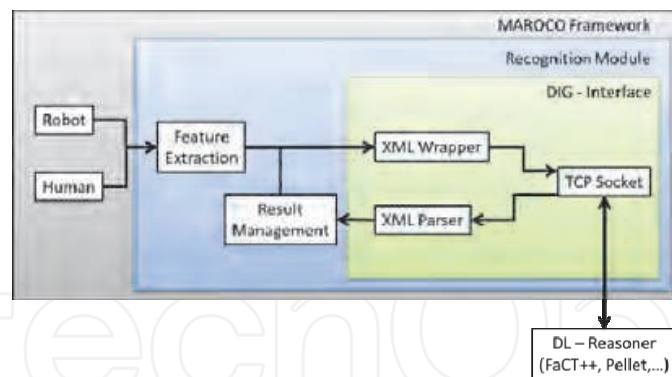 MAROCO Framework
Recognition Module
DIG - Interface
Robot
Human
Feature
Extraction
XML Wrapper
TCP Socket
Result
Management
XML Parser
DL – Reasoner
(FaCT++, Pellet,...)